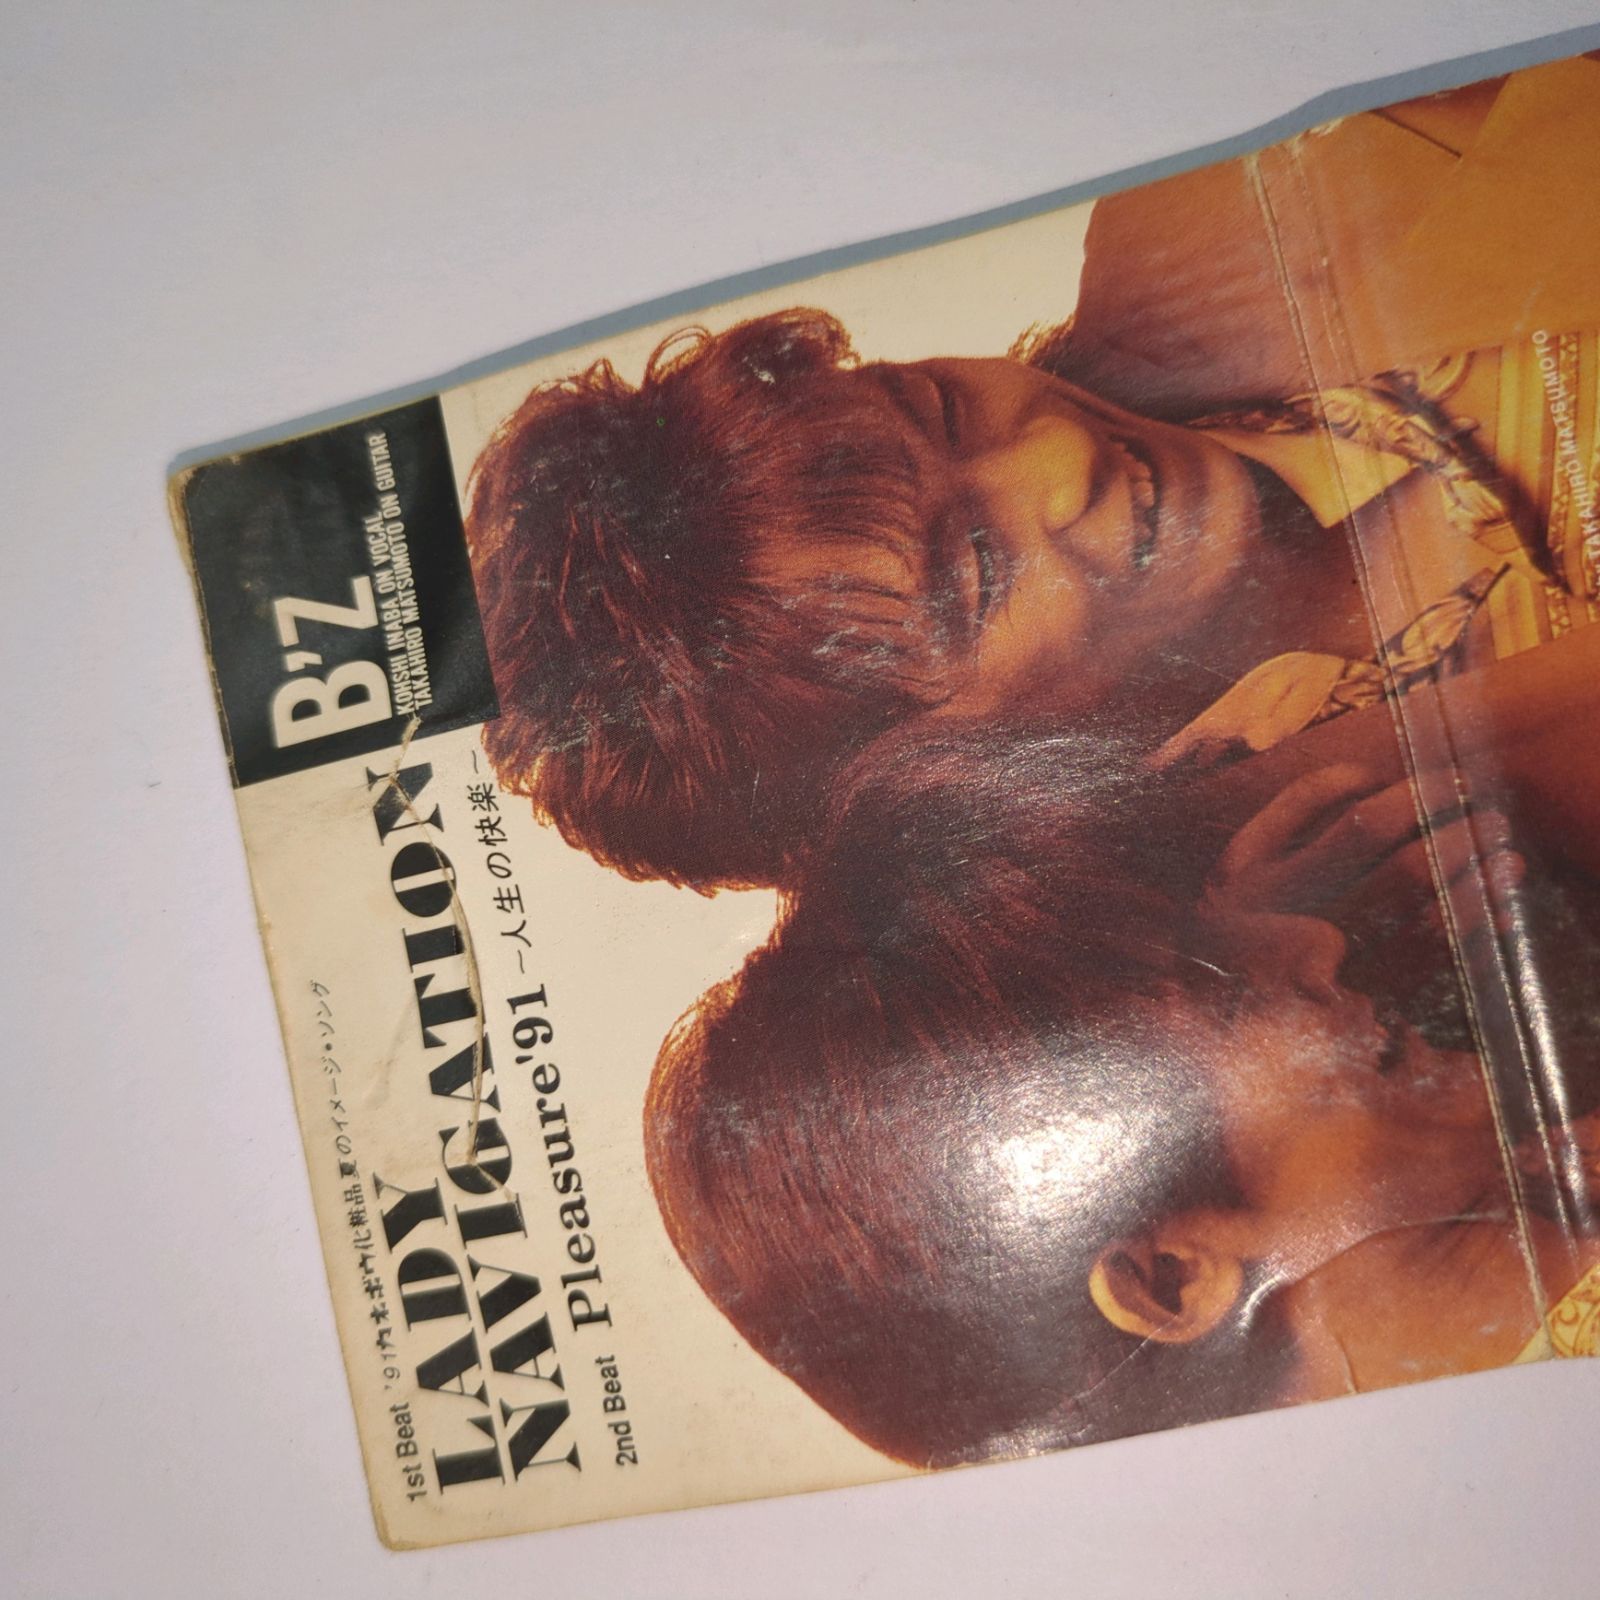 B'Z
KOHSHI INABA ON VOCAL
TAKAHIRO MATSUMOTO ON GUITAR
1st Beat '91カネボウ化粧品夏のイメージ・ソング
LADY
NAVIGATION
2nd Beat Pleasure'91 ~人生の快楽~
TAKAHIRO MATSUMOTO